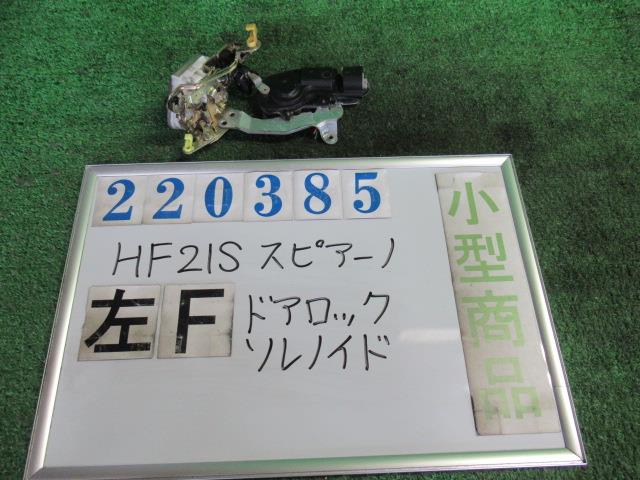 220385
HF21S スピアーノ
左F ドアロック
ソレノイド
小型商品